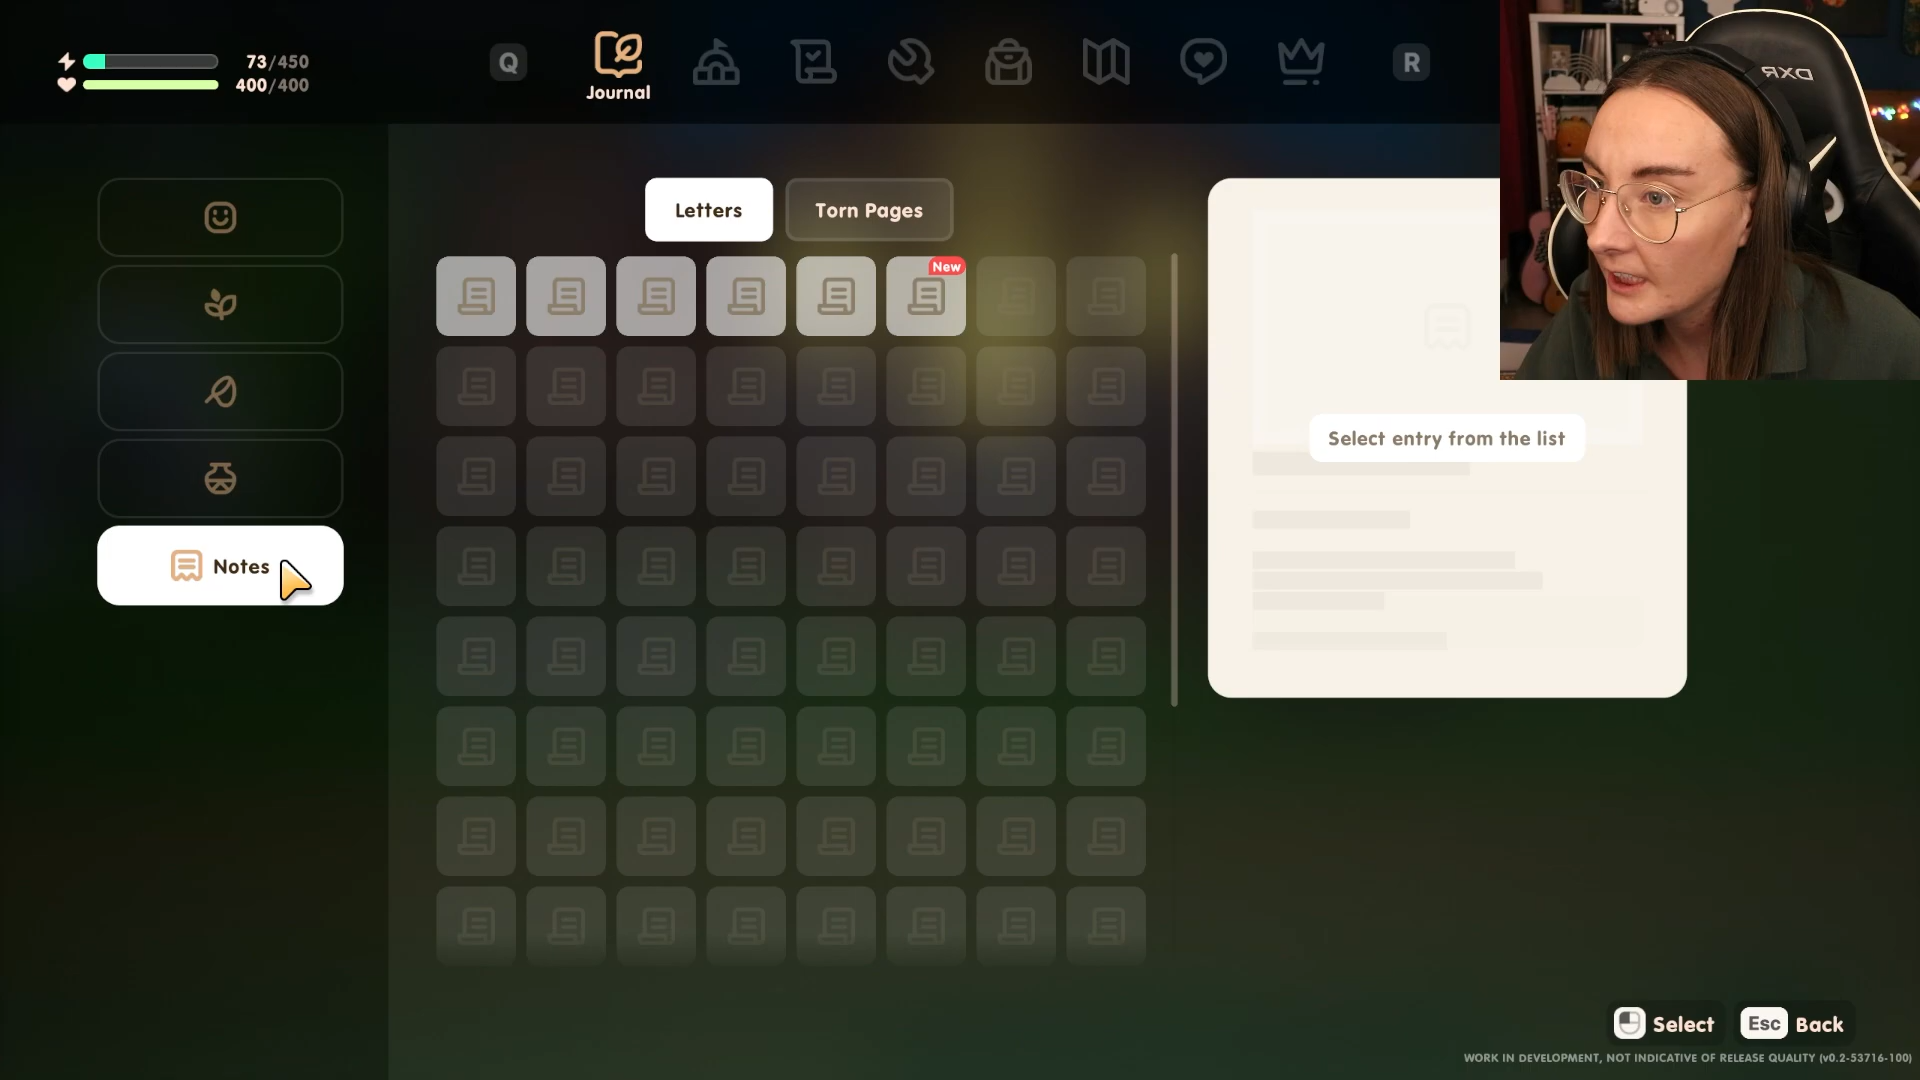 73/450
400/400
Q
Journal
R
DXR
Letters
Torn Pages
New
Select entry from the list
Notes
Select
Esc
Back
WORK IN DEVELOPMENT, NOT INDICATIVE OF RELEASE QUALITY (v0.2-53716-100)